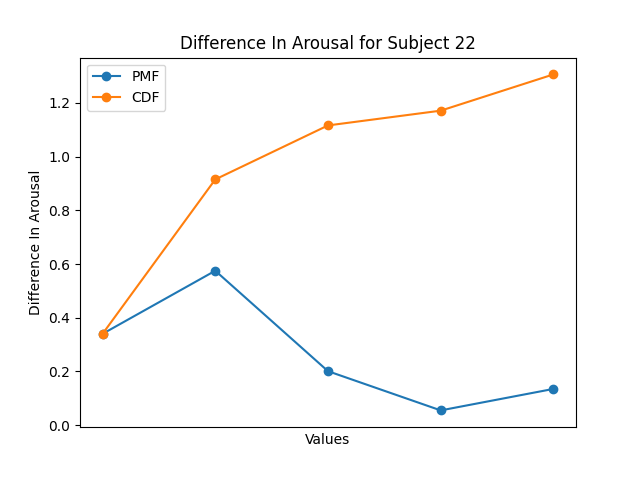 Difference In Arousal for Subject 22
PMF
CDF
1.2
1.0
0.8
0.6
0.4
0.2
0.0
Difference In Arousal
Values